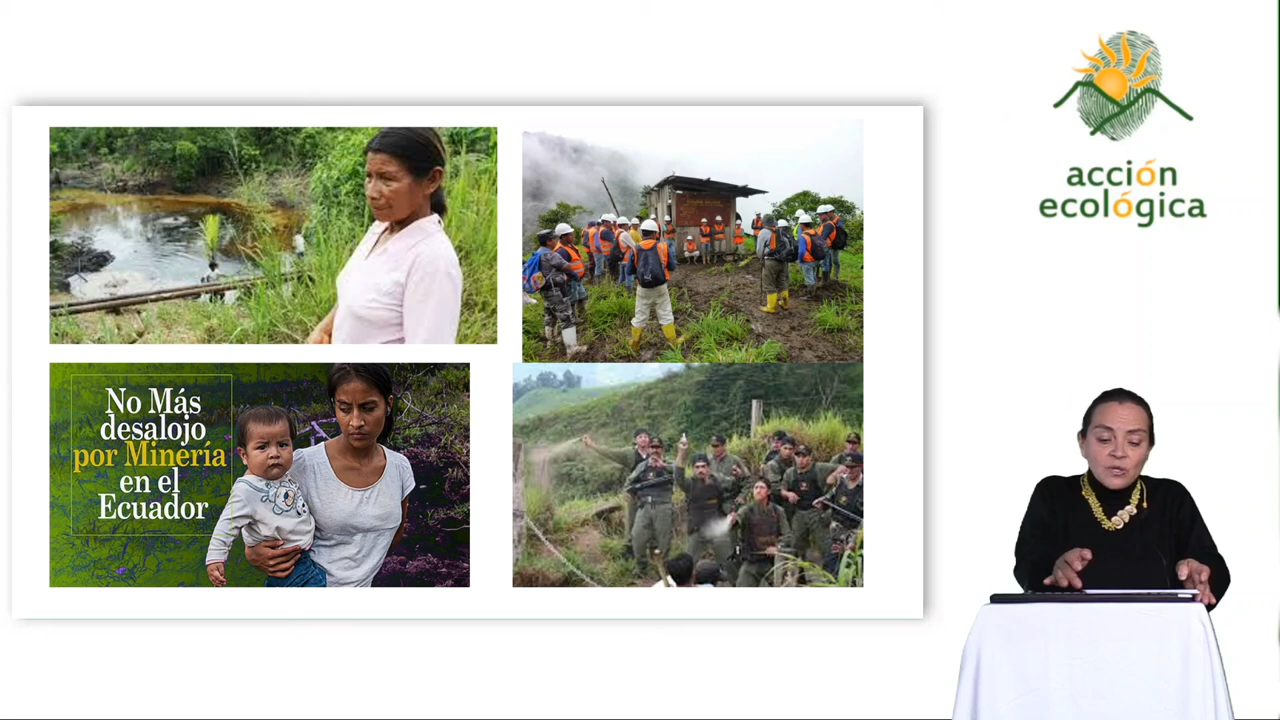 acción
ecológica
No Más
desalojo
por Minería
en el
Ecuador